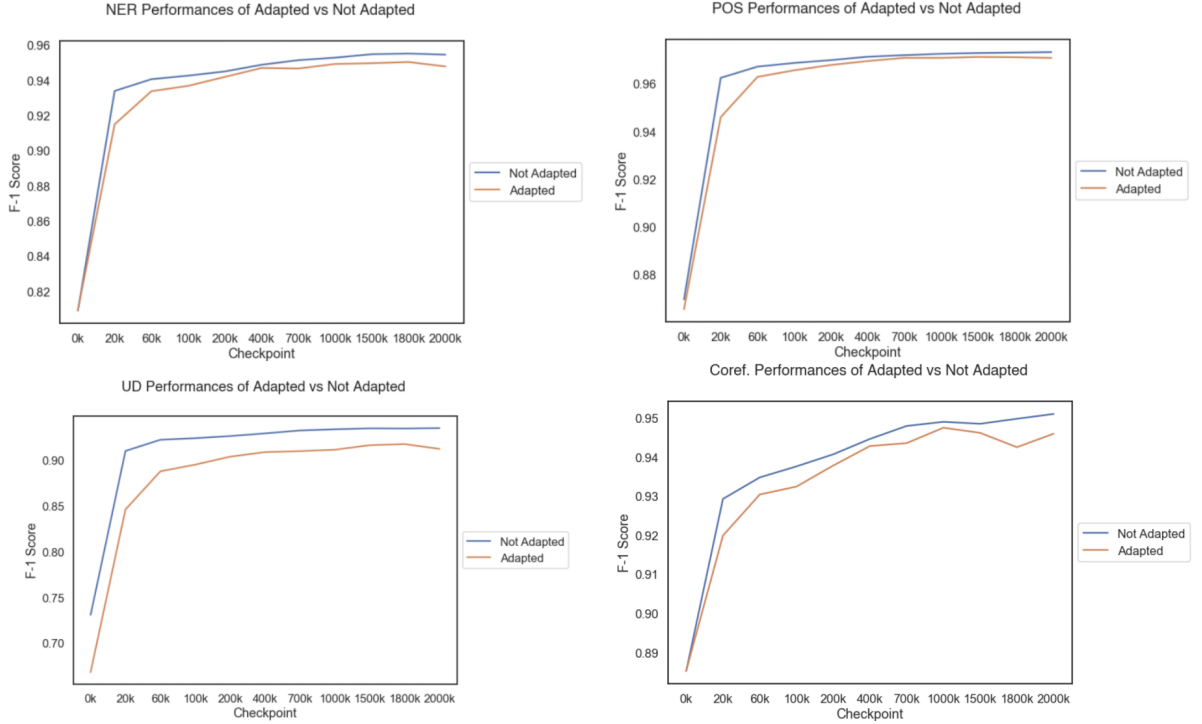 NER Performances of Adapted vs Not Adapted
0.96
0.94
0.92
0.90
0.88
0.86
0.84
0.82
F-1 Score
0k 20k 60k 100k 200k 400k 700k 1000k 1500k 1800k 2000k
Checkpoint
Not Adapted
Adapted
POS Performances of Adapted vs Not Adapted
0.96
0.94
0.92
0.90
0.88
F-1 Score
0k 20k 60k 100k 200k 400k 700k 1000k 1500k 1800k 2000k
Checkpoint
Not Adapted
Adapted
UD Performances of Adapted vs Not Adapted
0.90
0.85
0.80
0.75
0.70
F-1 Score
0k 20k 60k 100k 200k 400k 700k 1000k 1500k 1800k 2000k
Checkpoint
Not Adapted
Adapted
Coref. Performances of Adapted vs Not Adapted
0.95
0.94
0.93
0.92
0.91
0.90
0.89
F-1 Score
0k 20k 60k 100k 200k 400k 700k 1000k 1500k 1800k 2000k
Checkpoint
Not Adapted
Adapted